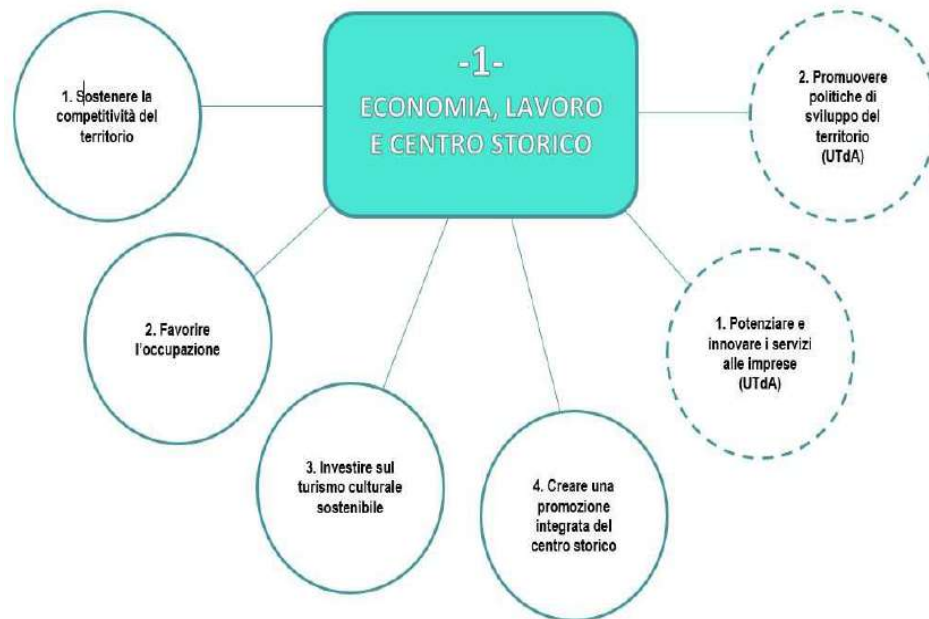 -1-
ECONOMIA, LAVORO
E CENTRO STORICO
1. Sostenere la
competitività del
territorio
2. Favorire
l'occupazione
3. Investire sul
turismo culturale
sostenibile
4. Creare una
promozione
integrata del
centro storico
1. Potenziare e
innovare i servizi
alle imprese
(UTdA)
2. Promuovere
politiche di
sviluppo del
territorio
(UTdA)